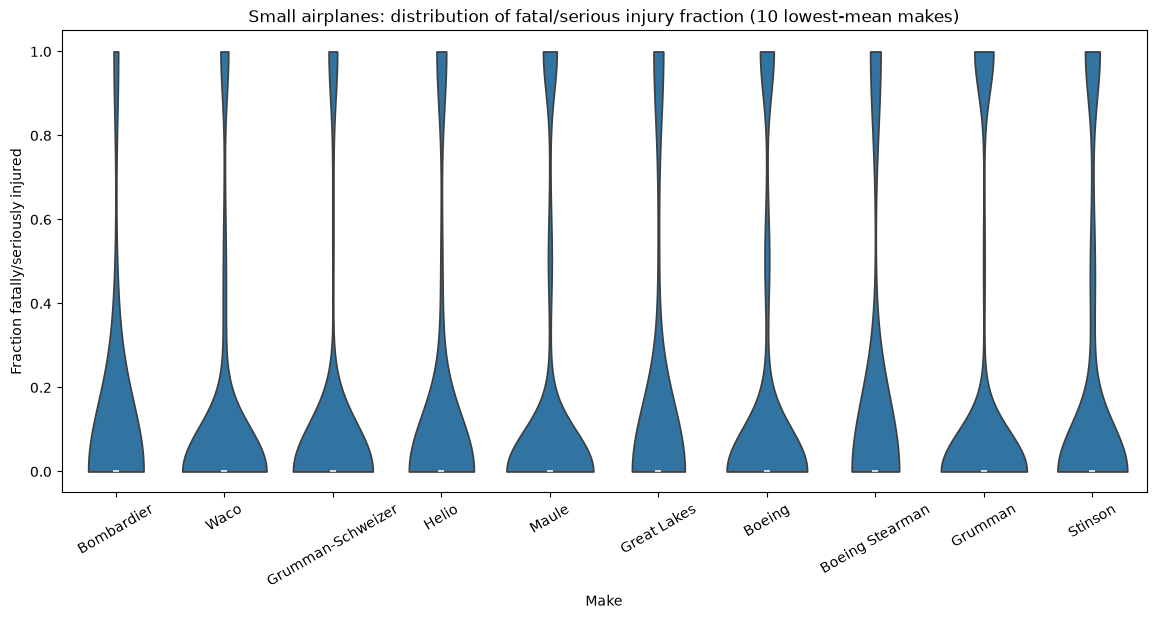 Small airplanes: distribution of fatal/serious injury fraction (10 lowest-mean makes)
Fraction fatally/seriously injured
1.0
0.8
0.6
0.4
0.2
0.0
Bombardier
Waco
Grumman-Schweizer
Helio
Maule
Great Lakes
Boeing
Boeing Stearman
Grumman
Stinson
Make